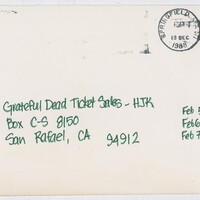 SPRINGFIELD
13 DEC
1988
Grateful Dead Ticket Sales - HJK
Box C-S 8150
San Rafael, CA 94912
Feb
Feb 6
Feb 7